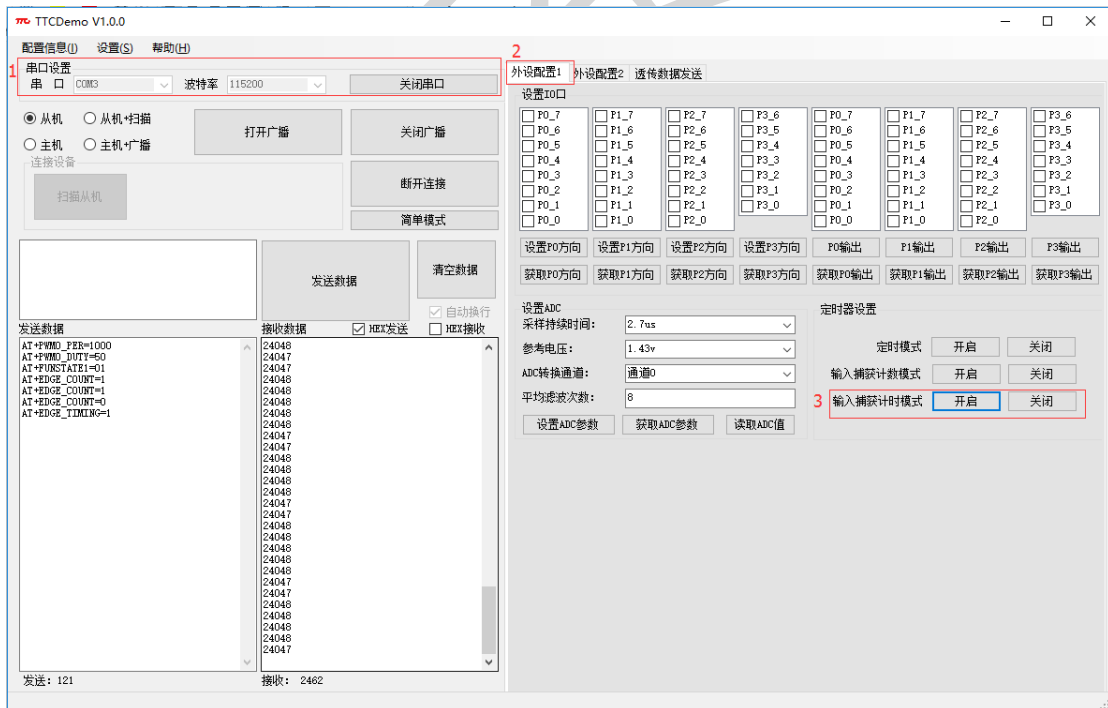 TTCDemo V1.0.0
配置信息(I) 设置(S) 帮助(H)
1
串口设置
串 口 COM3 波特率 115200 关闭串口
从机 从机+扫描
主机 主机+广播
打开广播 关闭广播
连接设备
扫描从机
断开连接
简单模式
发送数据
清空数据
自动换行
发送数据 接收数据 HEX发送 HEX接收
AT+PWMO_PER=1000
AT+PWMO_DUTY=50
AT+FUNSTATE1=01
AT+EDGE_COUNT=1
AT+EDGE_COUNT=1
AT+EDGE_COUNT=0
AT+EDGE_TIMING=1
24048
24047
24047
24048
24048
24048
24048
24048
24047
24047
24048
24048
24048
24048
24047
24047
24048
24048
24048
24048
24048
24047
24047
24048
24048
24048
24048
24047
发送: 121 接收: 2462
2
外设配置1 外设配置2 透传数据发送
设置IO口
P0_7 P1_7 P2_7 P3_6 P0_7 P1_7 P2_7 P3_6
P0_6 P1_6 P2_6 P3_5 P0_6 P1_6 P2_6 P3_5
P0_5 P1_5 P2_5 P3_4 P0_5 P1_5 P2_5 P3_4
P0_4 P1_4 P2_4 P3_3 P0_4 P1_4 P2_4 P3_3
P0_3 P1_3 P2_3 P3_2 P0_3 P1_3 P2_3 P3_2
P0_2 P1_2 P2_2 P3_1 P0_2 P1_2 P2_2 P3_1
P0_1 P1_1 P2_1 P3_0 P0_1 P1_1 P2_1 P3_0
P0_0 P1_0 P2_0 P0_0 P1_0 P2_0
设置P0方向 设置P1方向 设置P2方向 设置P3方向 P0输出 P1输出 P2输出 P3输出
获取P0方向 获取P1方向 获取P2方向 获取P3方向 获取P0输出 获取P1输出 获取P2输出 获取P3输出
设置ADC
采样持续时间: 2.7us
参考电压: 1.43v
ADC转换通道: 通道0
平均滤波次数: 8
设置ADC参数 获取ADC参数 读取ADC值
定时器设置
定时模式 开启 关闭
输入捕获计数模式 开启 关闭
3 输入捕获计时模式 开启 关闭